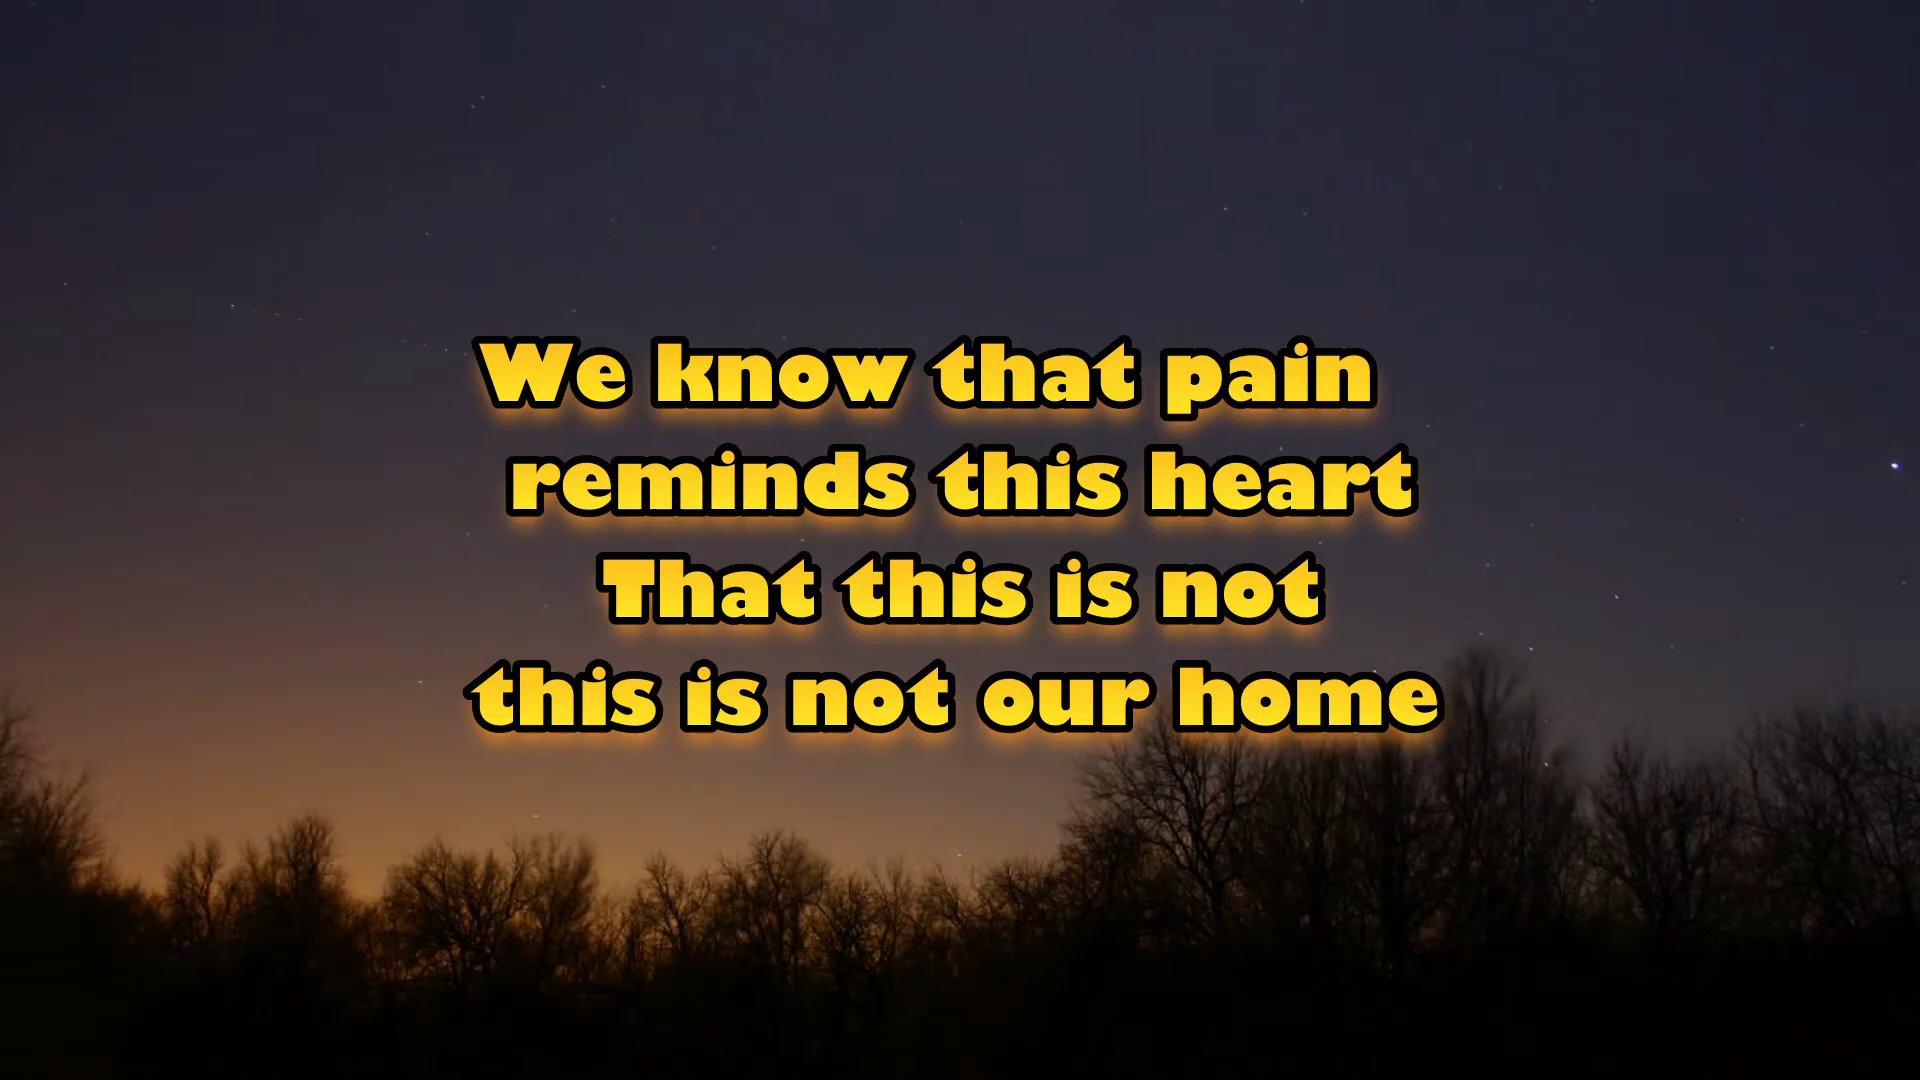 We know that pain
reminds this heart
That this is not
this is not our home